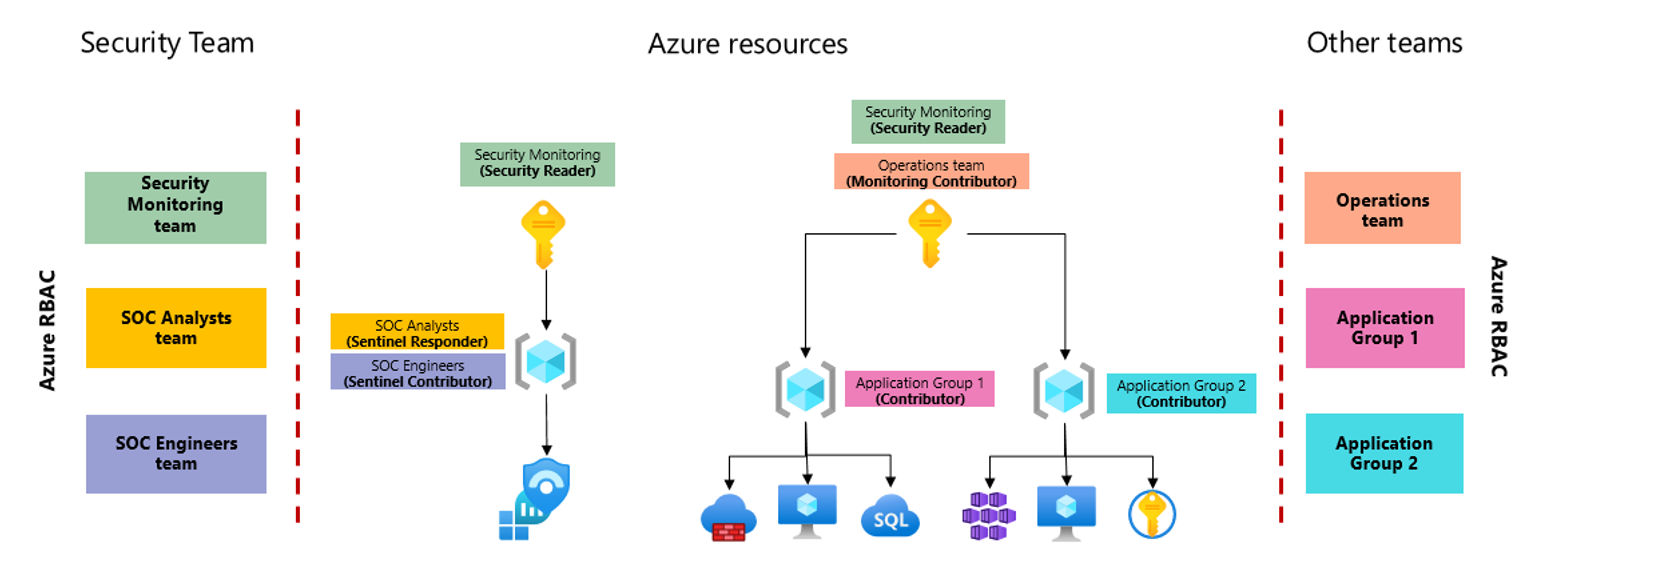 Security Team
Azure resources
Other teams
Azure RBAC
Security
Monitoring
team
SOC Analysts
team
SOC Engineers
team
Security Monitoring
(Security Reader)
SOC Analysts
(Sentinel Responder)
SOC Engineers
(Sentinel Contributor)
Security Monitoring
(Security Reader)
Operations team
(Monitoring Contributor)
Application Group 1
(Contributor)
Application Group 2
(Contributor)
SQL
Operations
team
Application
Group 1
Application
Group 2
Azure RBAC